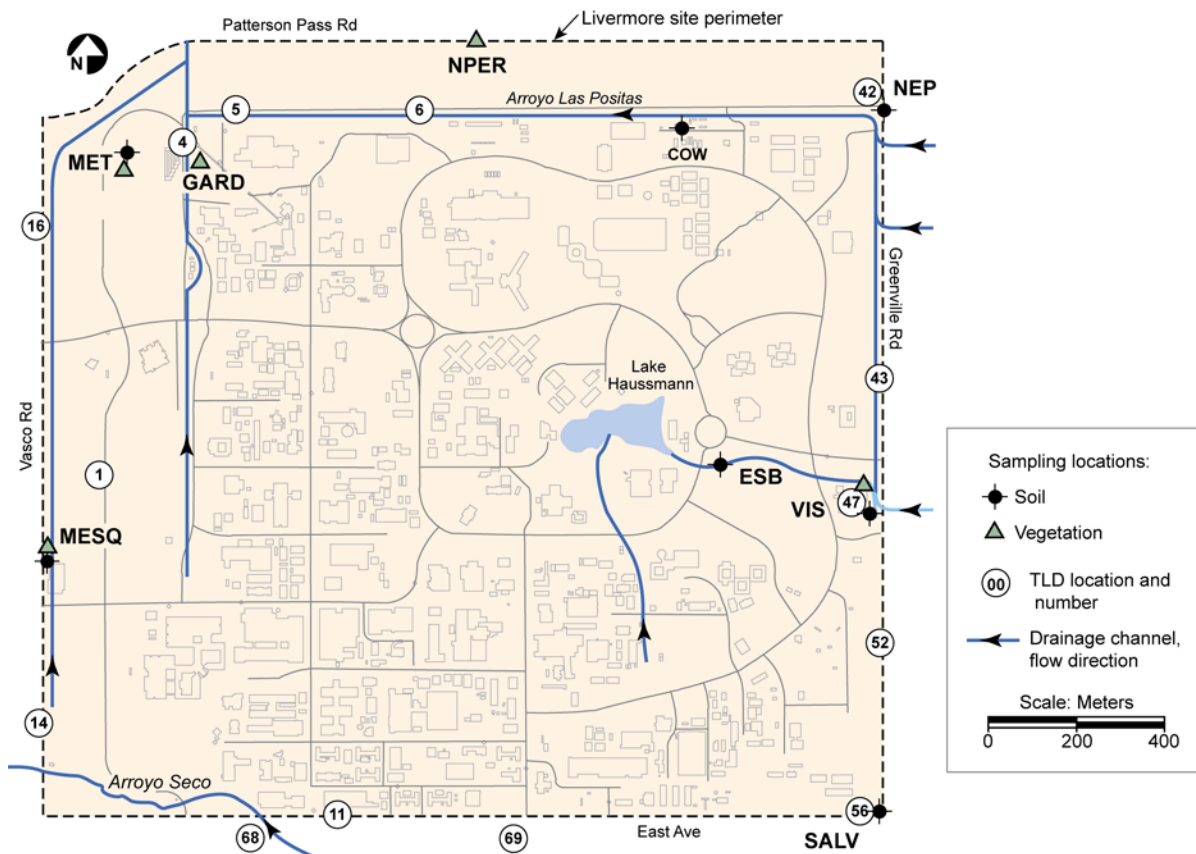 Patterson Pass Rd
Livermore site perimeter
N
NPER
42
NEP
5
6
Arroyo Las Positas
4
COW
MET
GARD
16
Greenville Rd
Lake
Haussmann
43
Vasco Rd
1
ESB
47
VIS
MESQ
52
14
Arroyo Seco
11
56
68
69
East Ave
SALV
Sampling locations:
Soil
Vegetation
00
TLD location and
number
Drainage channel,
flow direction
Scale: Meters
0 200 400